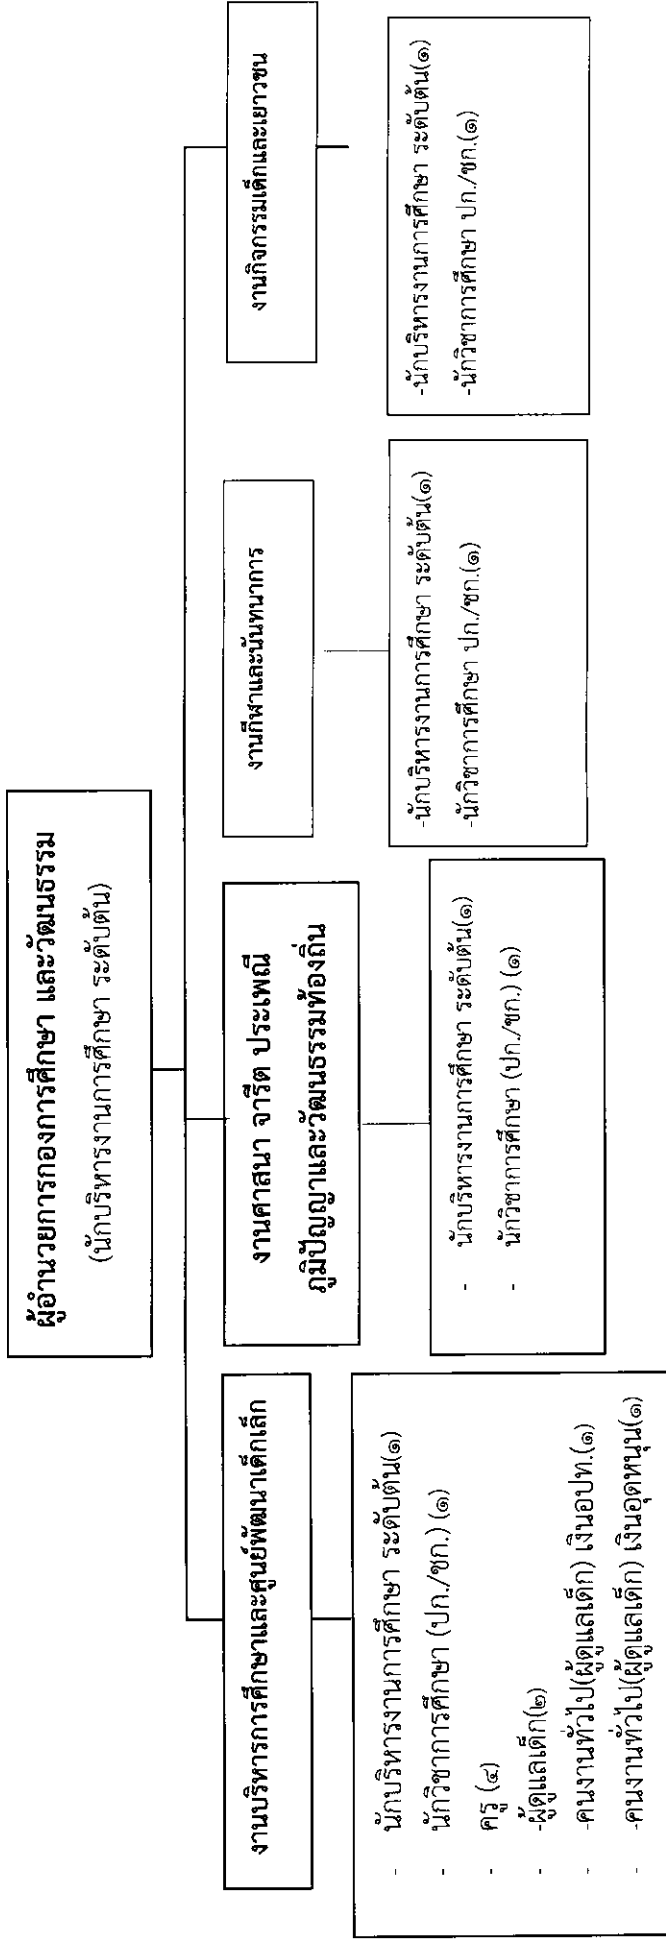 ผู้อำนวยการกองการศึกษา และวัฒนธรรม
(นักบริหารงานการศึกษา ระดับต้น)
งานบริหารการศึกษาและศูนย์พัฒนาเด็กเล็ก
- นักบริหารงานการศึกษา ระดับต้น(๑)
- นักวิชาการศึกษา (ปก./ชก.) (๑)
- ครู (๔)
- -ผู้ดูแลเด็ก(๒)
- -คนงานทั่วไป(ผู้ดูแลเด็ก) เงินอปท.(๑)
- -คนงานทั่วไป(ผู้ดูแลเด็ก) เงินอุดหนุน(๑)
งานศาสนา จารีต ประเพณี
ภูมิปัญญาและวัฒนธรรมท้องถิ่น
- นักบริหารงานการศึกษา ระดับต้น(๑)
- นักวิชาการศึกษา (ปก./ชก.) (๑)
งานกีฬาและนันทนาการ
-นักบริหารงานการศึกษา ระดับต้น(๑)
-นักวิชาการศึกษา ปก./ชก.(๑)
งานกิจกรรมเด็กและเยาวชน
-นักบริหารงานการศึกษา ระดับต้น(๑)
-นักวิชาการศึกษา ปก./ชก.(๑)